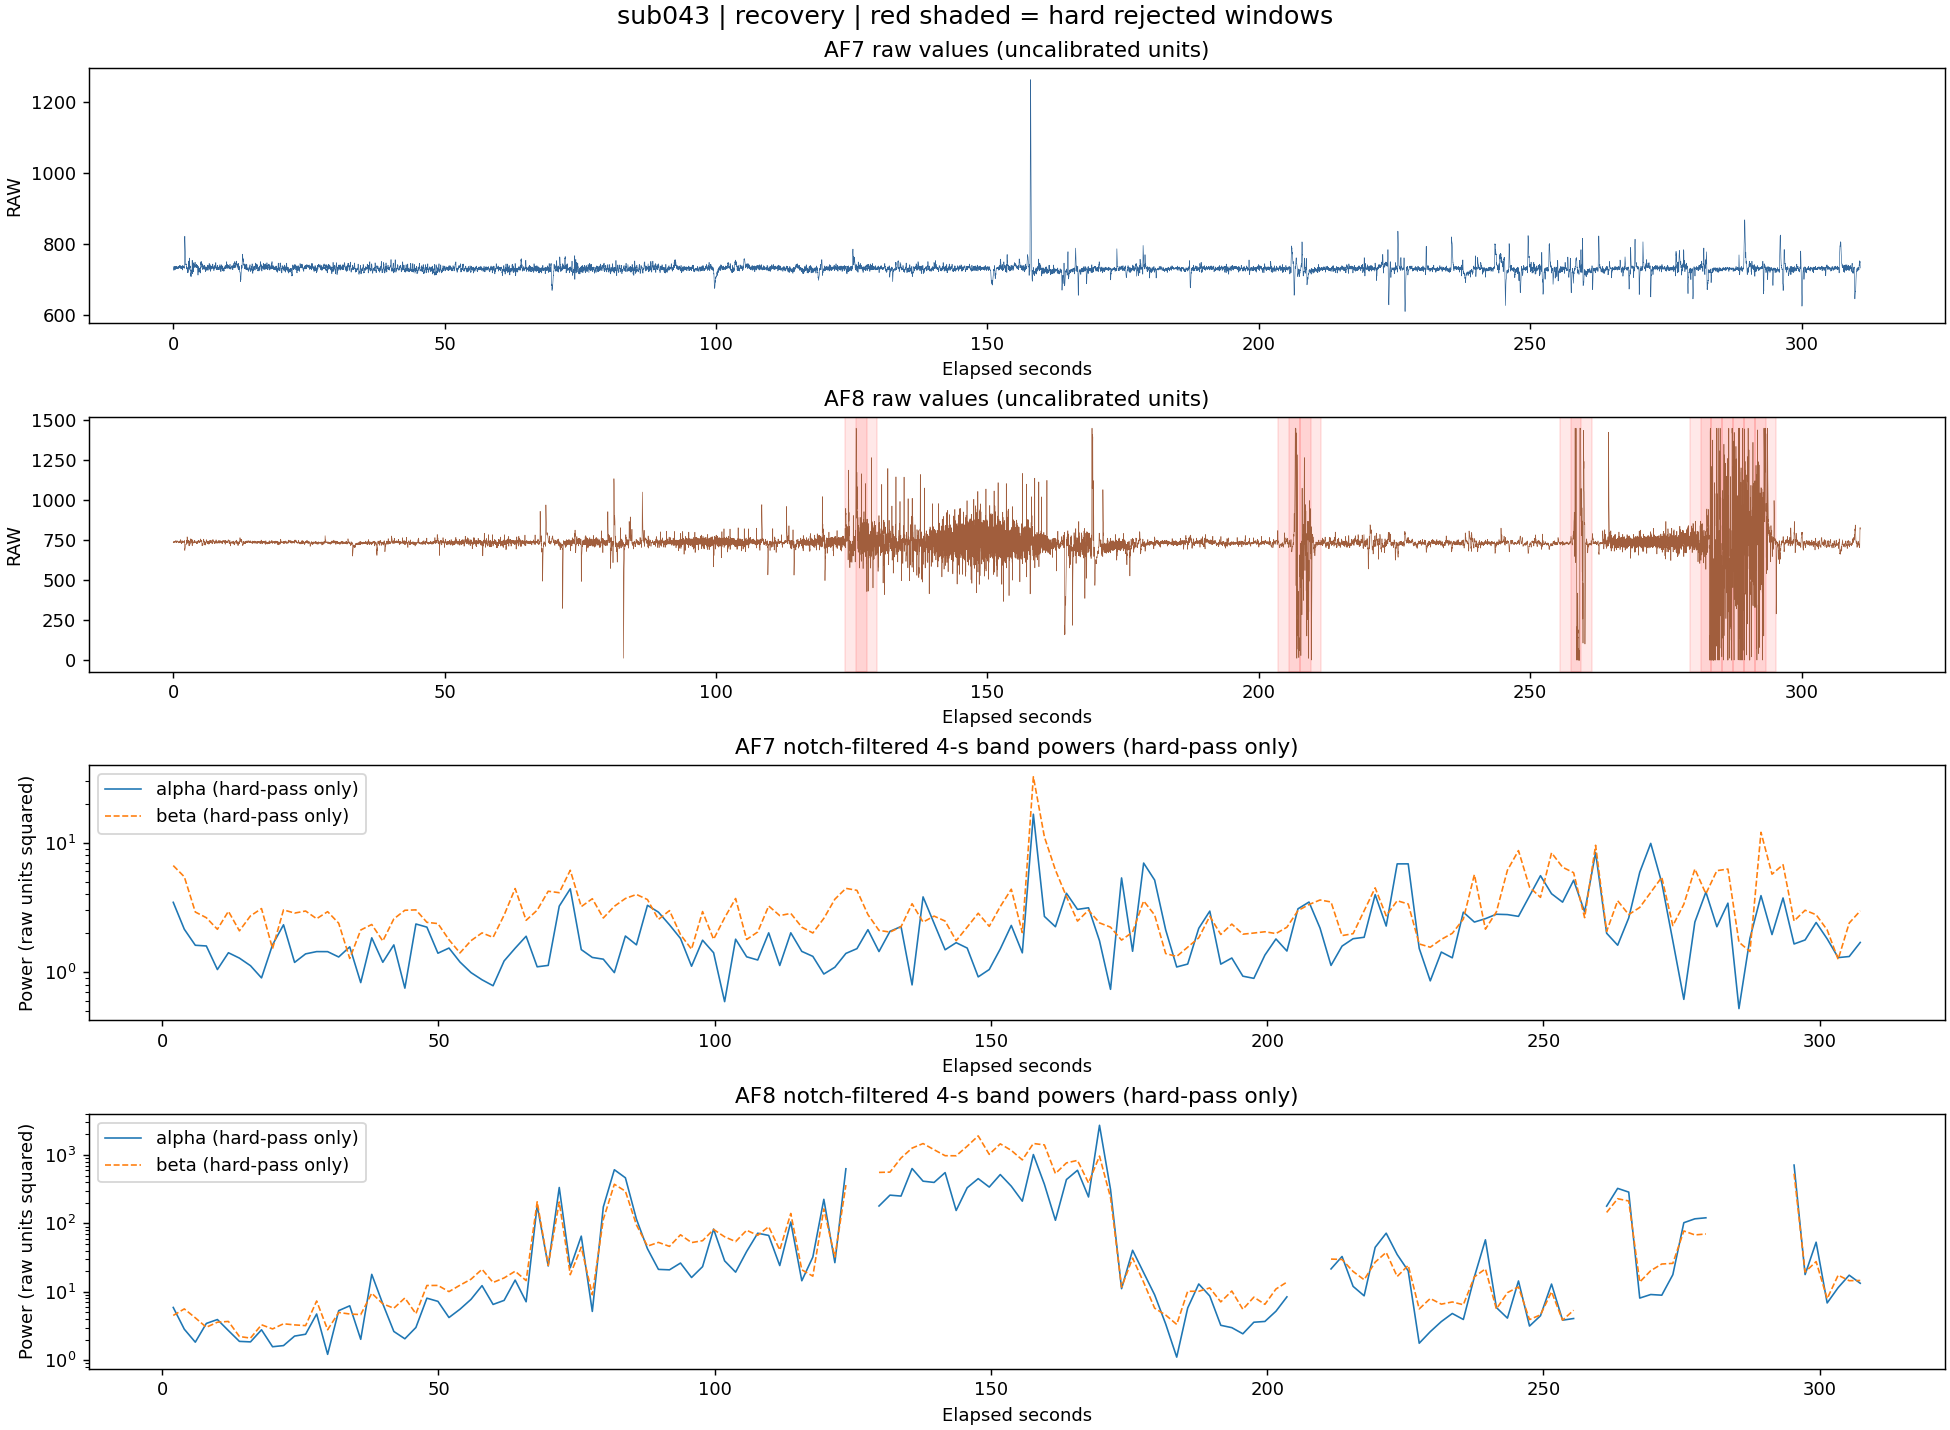 sub043 | recovery | red shaded = hard rejected windows
AF7 raw values (uncalibrated units)
RAW
1200
1000
800
600
0 50 100 150 200 250 300
Elapsed seconds
AF8 raw values (uncalibrated units)
RAW
1500
1250
1000
750
500
250
0
0 50 100 150 200 250 300
Elapsed seconds
AF7 notch-filtered 4-s band powers (hard-pass only)
Power (raw units squared)
alpha (hard-pass only)
beta (hard-pass only)
10¹
10⁰
0 50 100 150 200 250 300
Elapsed seconds
AF8 notch-filtered 4-s band powers (hard-pass only)
Power (raw units squared)
alpha (hard-pass only)
beta (hard-pass only)
10³
10²
10¹
10⁰
0 50 100 150 200 250 300
Elapsed seconds